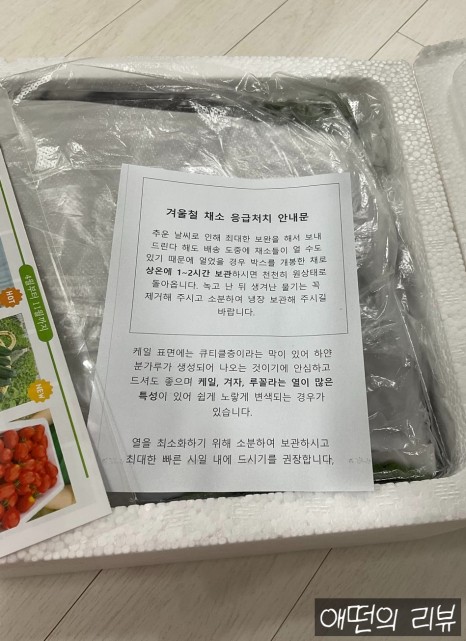 겨울철 채소 응급처치 안내문
추운 날씨로 인해 최대한 보완을 해서 보내
드린다 해도 배송 도중에 채소들이 얼 수도
있기 때문에 얼었을 경우 박스를 개봉한 채로
상온에 1~2시간 보관하시면 천천히 원상태로
돌아옵니다. 녹고 난 뒤 생겨난 물기는 꼭
제거해 주시고 소분하여 냉장 보관해 주시길
바랍니다.
케일 표면에는 큐티클층이라는 막이 있어 하얀
분가루가 생성되어 나오는 것이기에 안심하고
드셔도 좋으며 케일, 겨자, 루꼴라는 열이 많은
특성이 있어 쉽게 노랗게 변색되는 경우가
있습니다.
열을 최소화하기 위해 소분하여 보관하시고
최대한 빠른 시일 내에 드시기를 권장합니다.
4월부터 11월까지
HOT
NEW
애떤의 리뷰